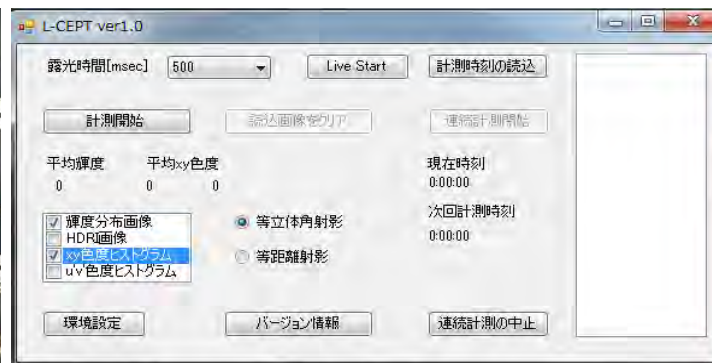 L-CEPT ver1.0
露光時間[msec] 500 Live Start 計測時刻の読込
計測開始 読込画像をクリア 連続計測開始
平均輝度 平均xy色度 現在時刻
0 0 0 0:00:00
輝度分布画像 等立体角射影 次回計測時刻
HDRI画像 0:00:00
xy色度ヒストグラム 等距離射影
u'v'色度ヒストグラム
環境設定 バージョン情報 連続計測の中止